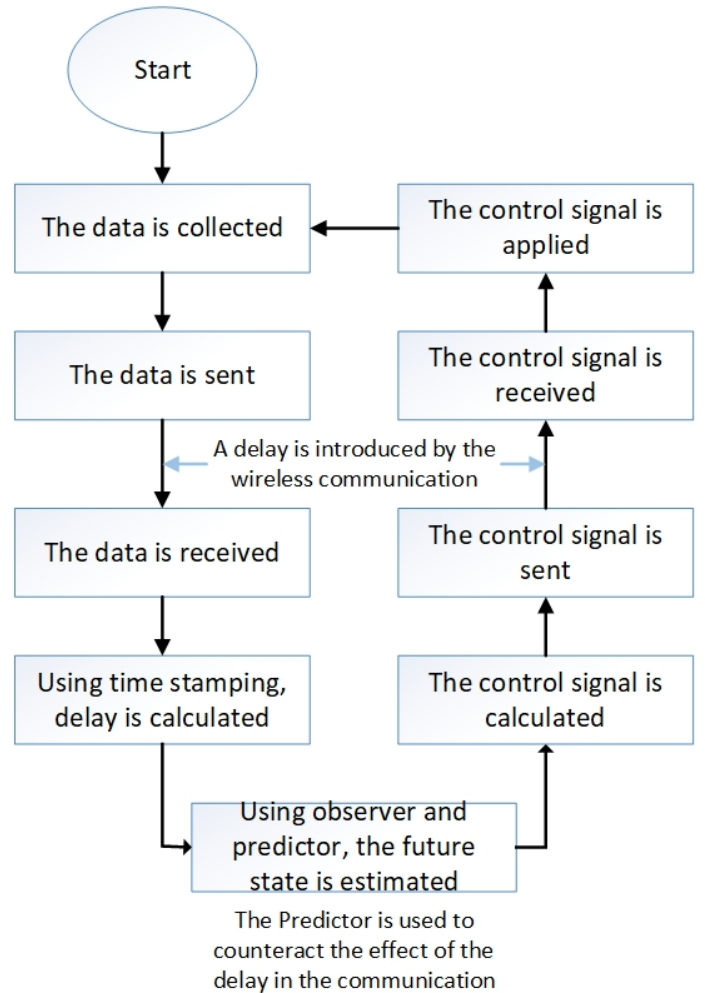 Start
The data is collected
The data is sent
A delay is introduced by the
wireless communication
The data is received
Using time stamping,
delay is calculated
Using observer and
predictor, the future
state is estimated
The Predictor is used to
counteract the effect of the
delay in the communication
The control signal is
calculated
The control signal is
sent
The control signal is
received
The control signal is
applied